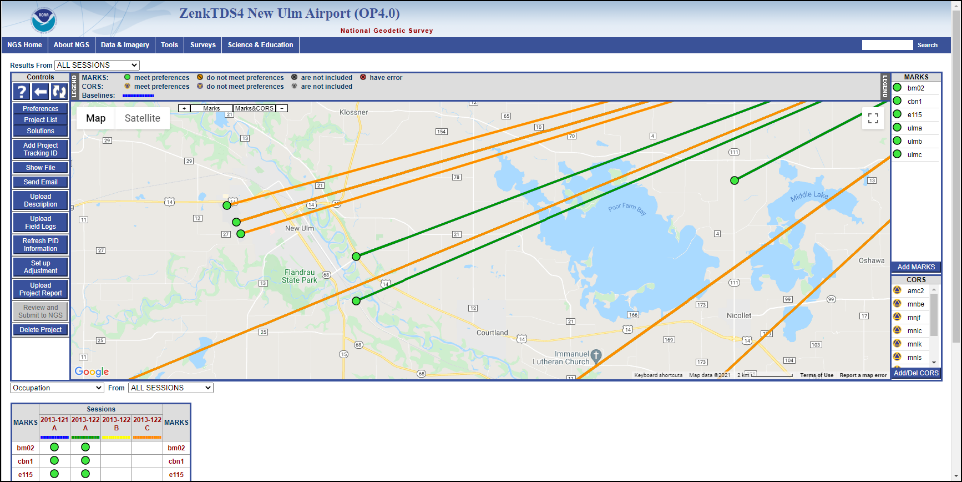 ZenkTDS4 New Ulm Airport (OP4.0)
National Geodetic Survey
NGS Home About NGS Data & Imagery Tools Surveys Science & Education Search
Results From ALL SESSIONS
Controls
LEGEND
MARKS: meet preferences do not meet preferences are not included have error
CORS: meet preferences do not meet preferences are not included
Baselines:
LEGEND
? 
Preferences
Project List
Solutions
Add Project
Tracking ID
Show File
Send Email
Upload
Description
Upload
Field Logs
Refresh PID
Information
Set up
Adjustment
Upload
Project Report
Review and
Submit to NGS
Delete Project
+ Marks Marks&CORS −
Map Satellite
Klossner
New Ulm
Flandrau
State Park
Courtland
Immanuel
Lutheran Church
Poor Farm Bay
Middle Lake
Oshawa
Nicollet
Google
Keyboard shortcuts Map data ©2021 2 km Terms of Use Report a map error
MARKS
bm02
cbn1
e115
ulma
ulmb
ulmc
Add MARKS
CORS
amc2
mnbe
mnjf
mnlc
mnlk
mnls
Add/Del CORS
Occupation From ALL SESSIONS
Sessions
MARKS 2013-121 2013-122 2013-122 2013-122 MARKS
A A B C
bm02 bm02
cbn1 cbn1
e115 e115